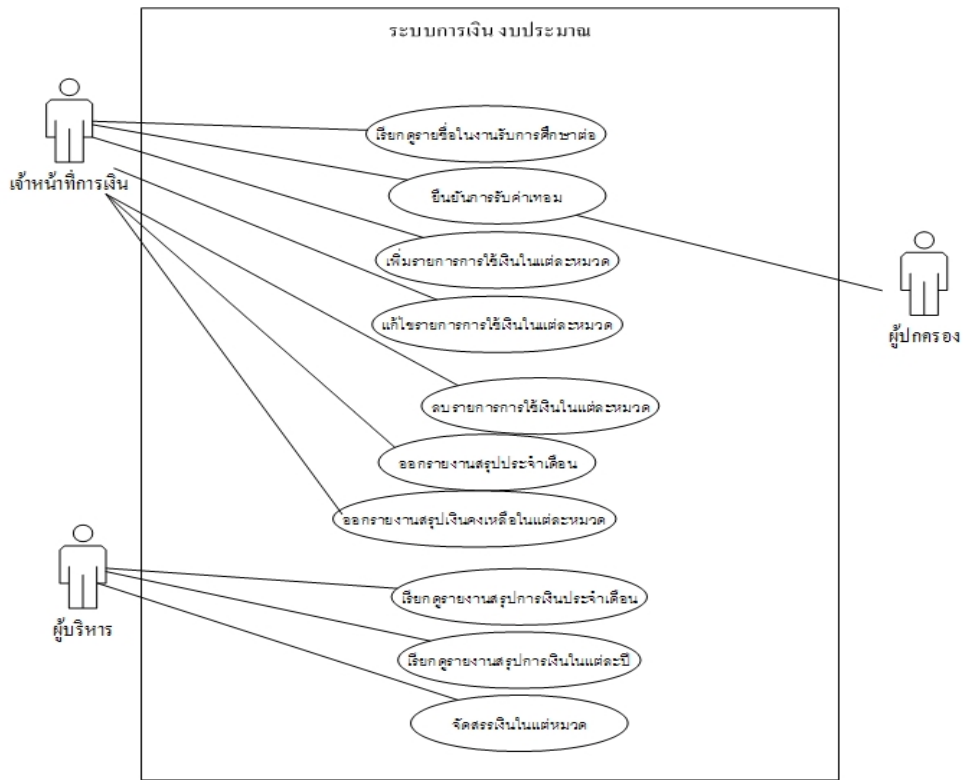 ระบบการเงิน งบประมาณ
เรียกดูรายชื่อในงานรับการศึกษาต่อ
เจ้าหน้าที่การเงิน
ยืนยันการรับค่าเทอม
เพิ่มรายการการใช้เงินในแต่ละหมวด
แก้ไขรายการการใช้เงินในแต่ละหมวด
ผู้ปกครอง
ลบรายการการใช้เงินในแต่ละหมวด
ออกรายงานสรุปประจำเดือน
ออกรายงานสรุปเงินคงเหลือในแต่ละหมวด
เรียกดูรายงานสรุปการเงินประจำเดือน
ผู้บริหาร
เรียกดูรายงานสรุปการเงินในแต่ละปี
จัดสรรเงินในแต่หมวด